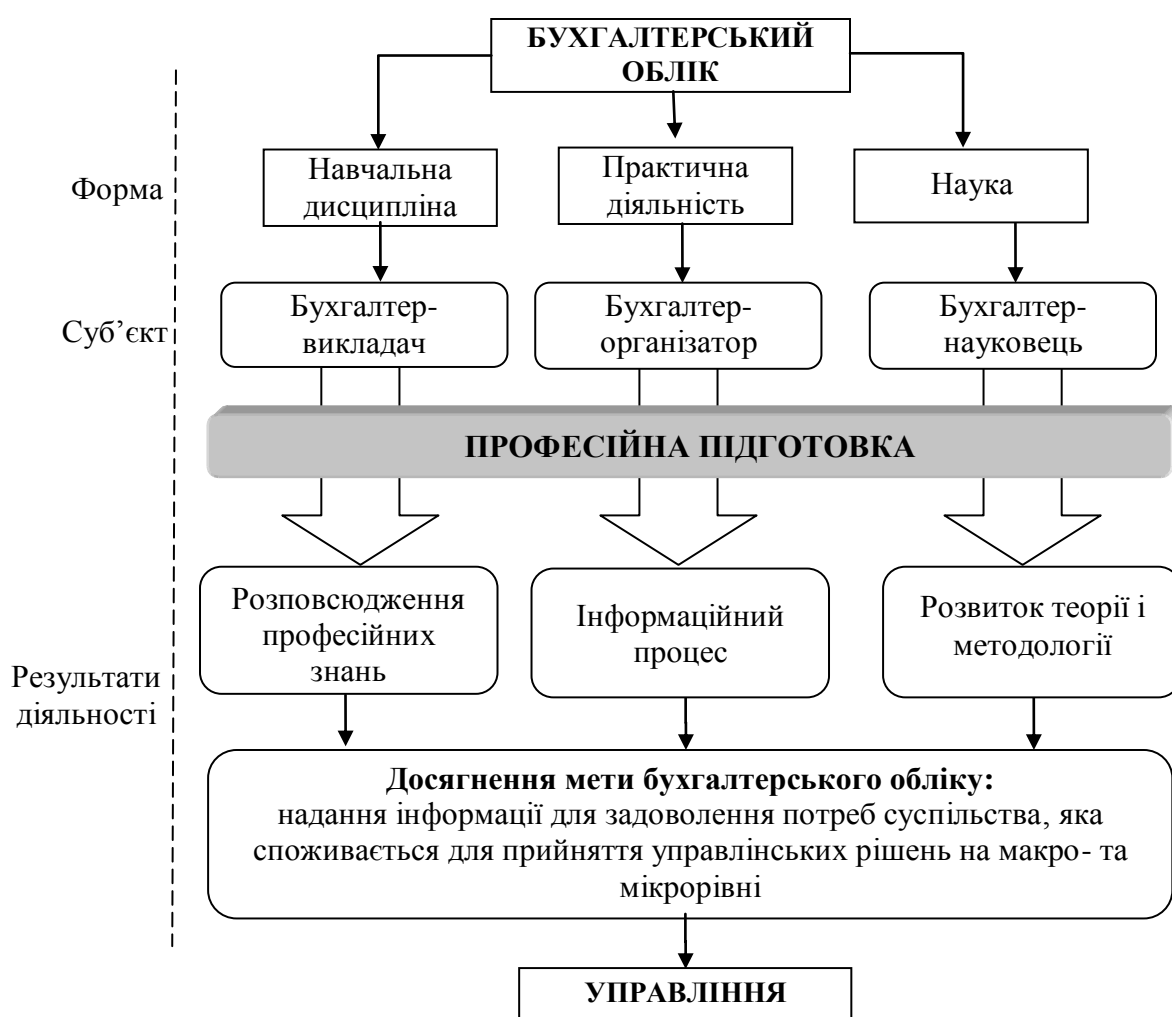 БУХГАЛТЕРСЬКИЙ
ОБЛІК
Форма
Навчальна
дисципліна
Практична
діяльність
Наука
Суб’єкт
Бухгалтер-
викладач
Бухгалтер-
організатор
Бухгалтер-
науковець
ПРОФЕСІЙНА ПІДГОТОВКА
Результати
діяльності
Розповсюдження
професійних
знань
Інформаційний
процес
Розвиток теорії і
методології
Досягнення мети бухгалтерського обліку:
надання інформації для задоволення потреб суспільства, яка
споживається для прийняття управлінських рішень на макро- та
мікрорівні
УПРАВЛІННЯ